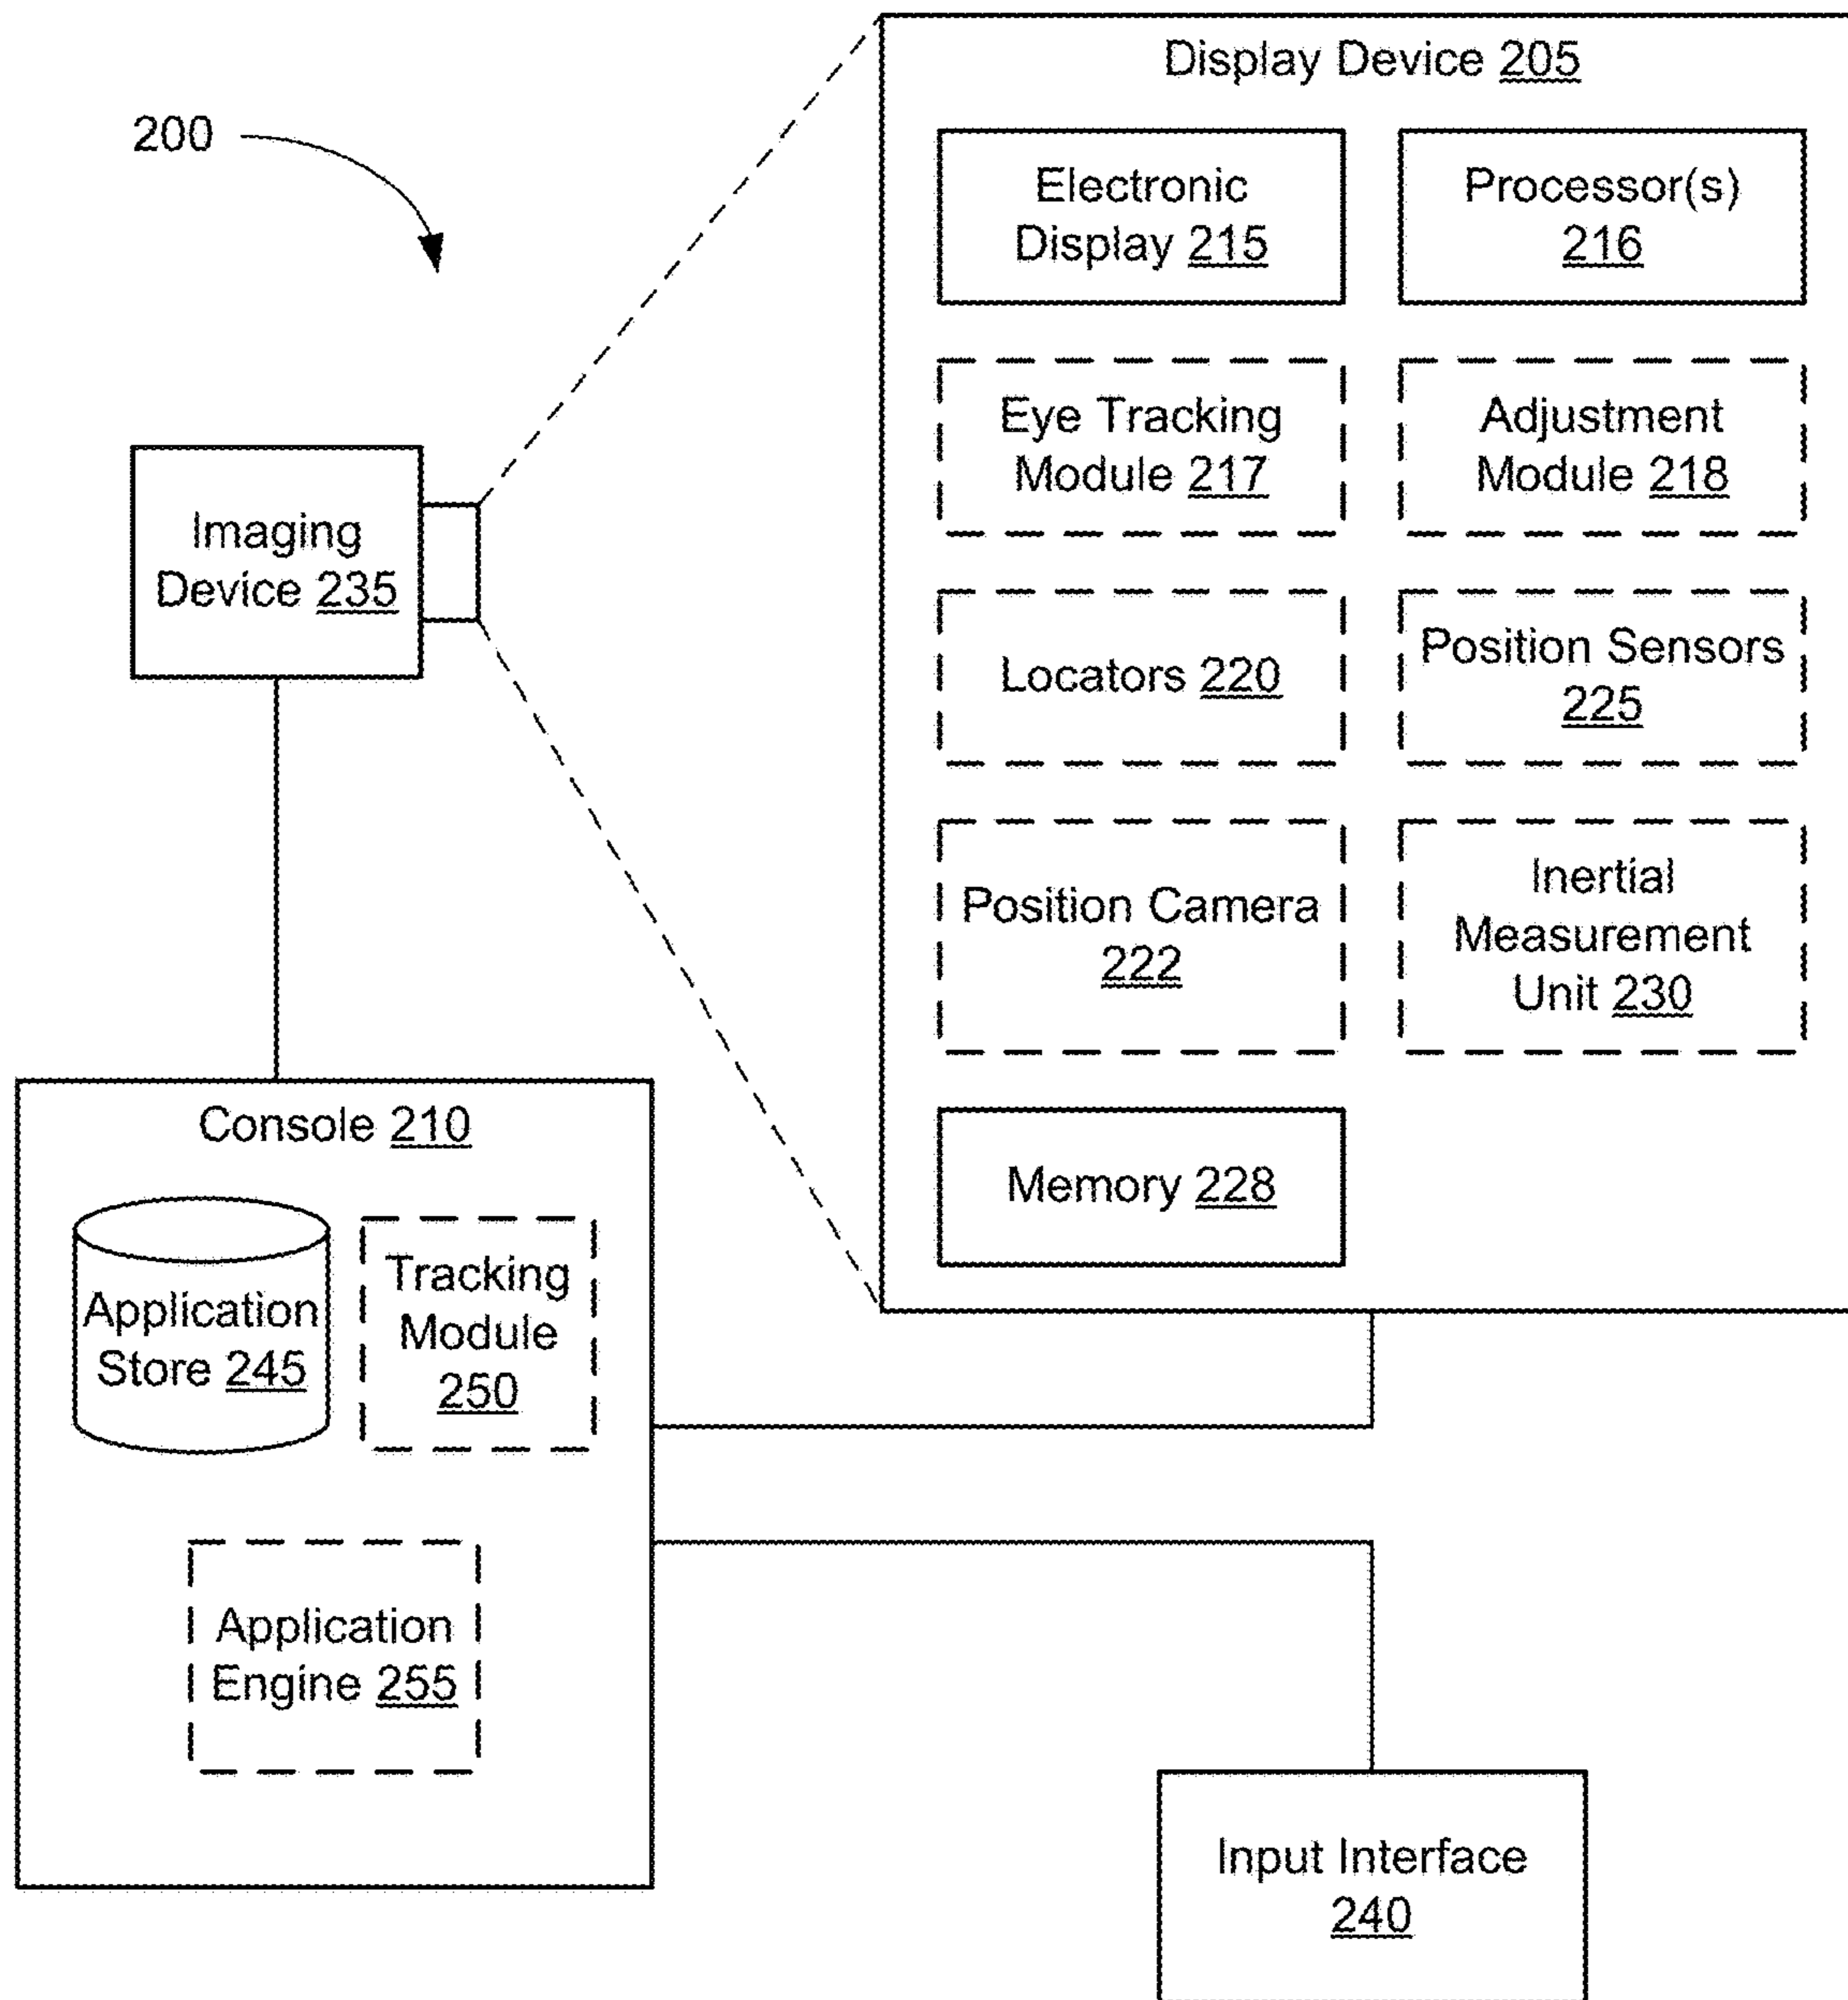 200
Display Device 205
Electronic
Display 215
Processor(s)
216
Eye Tracking
Module 217
Adjustment
Module 218
Imaging
Device 235
Locators 220
Position Sensors
225
Position Camera
222
Inertial
Measurement
Unit 230
Memory 228
Console 210
Application
Store 245
Tracking
Module
250
Application
Engine 255
Input Interface
240